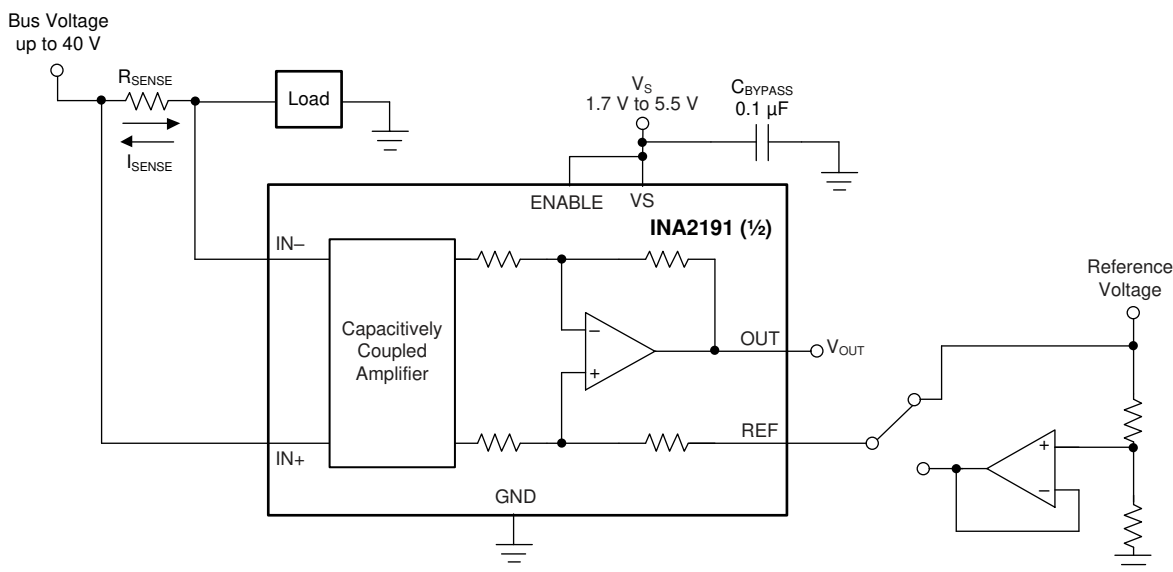 Bus Voltage
up to 40 V
RSENSE
ISENSE
Load
VS
1.7 V to 5.5 V
CBYPASS
0.1 µF
ENABLE
VS
INA2191 (½)
IN–
Capacitively
Coupled
Amplifier
–
+
OUT
VOUT
REF
IN+
GND
Reference
Voltage
+
–